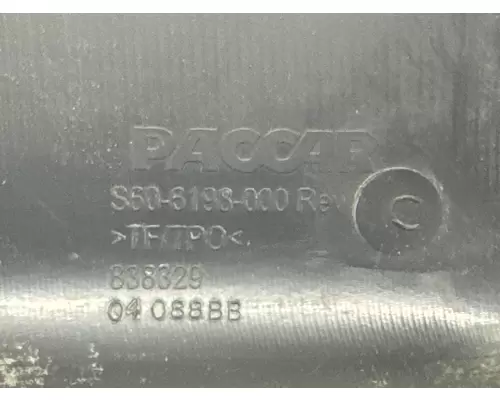 PACCAR
S60-6198-000 Rev C
>TF/TPO<
838329
04 088BB